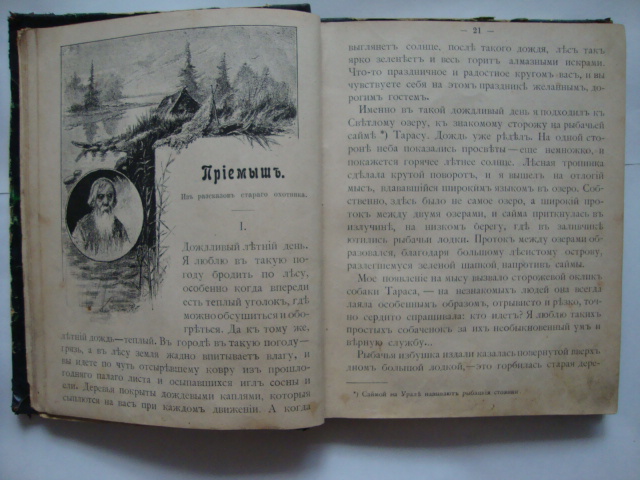 Пріемышъ.
Изъ разсказовъ стараго охотника.
I.
Дождливый лѣтній день.
Я люблю въ такую по-
году бродить по лѣсу,
особенно когда впереди
есть теплый уголокъ, гдѣ
можно обсушиться и обо-
грѣться. Да къ тому же,
лѣтній дождь—теплый. Въ городѣ въ такую погоду—
грязь, а въ лѣсу земля жадно впитываетъ влагу, и
вы идете по чуть отсырѣвшему ковру изъ прошло-
годняго палаго листа и осыпавшихся иглъ сосны и
ели. Деревья покрыты дождевыми каплями, которыя
сыплются на васъ при каждомъ движеніи. А когда
— 21 —
выглянетъ солнце, послѣ такого дождя, лѣсъ такъ
ярко зеленѣетъ и весь горитъ алмазными искрами.
Что-то праздничное и радостное кругомъ васъ, и вы
чувствуете себя на этомъ праздникѣ желаннымъ, до-
рогимъ гостемъ.
Именно въ такой дождливый день я подходилъ къ
Свѣтлому озеру, къ знакомому сторожу на рыбачьей
саймѣ *) Тарасу. Дождь уже рѣдѣлъ. На одной сто-
ронѣ неба показались просвѣты—еще немножко, и
покажется горячее лѣтнее солнце. Лѣсная тропинка
сдѣлала крутой поворотъ, и я вышелъ на отлогій
мысъ, вдававшійся широкимъ языкомъ въ озеро. Соб-
ственно, здѣсь было не самое озеро, а широкій про-
токъ между двумя озерами, и сайма приткнулась въ
излучинѣ, на низкомъ берегу, гдѣ въ заливчикѣ
ютились рыбачьи лодки. Протокъ между озерами обра-
зовался, благодаря большому лѣсистому острову,
разлегшемуся зеленой шапкой напротивъ саймы.
Мое появленіе на мысу вызвало сторожевой окликъ
собаки Тараса, — на незнакомыхъ людей она всегда
лаяла особеннымъ образомъ, отрывисто и рѣзко, точ-
но сердито спрашивала: кто идетъ? Я люблю такихъ
простыхъ собаченокъ за ихъ необыкновенный умъ и
вѣрную службу...
Рыбачья избушка издали казалась повернутой вверхъ
дномъ большой лодкой,—это горбилась старая дере-
*) Саймой на Уралѣ называютъ рыбацкія стоянки